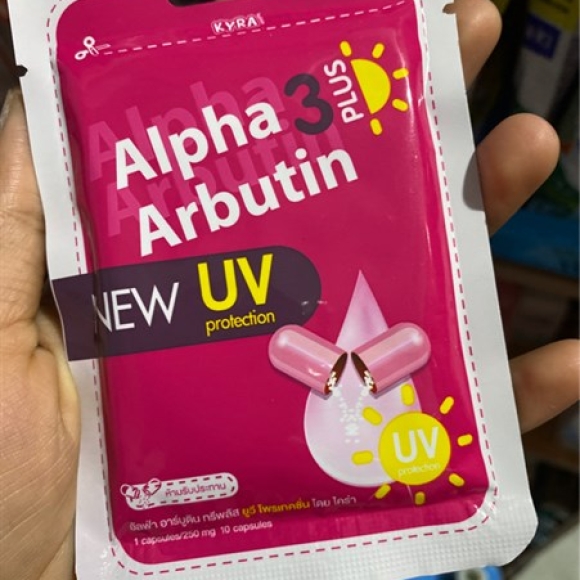 KYRA
Alpha
Arbutin
Alpha 3 PLUS
Arbutin
NEW UV
protection
UV
protection
ห้ามรับประทาน
อัลฟ่า อาร์บูติน ทรีพลัส ยูวี โพรเทคชั่น โดย ไคร่า
1 capsules/250 mg 10 capsules